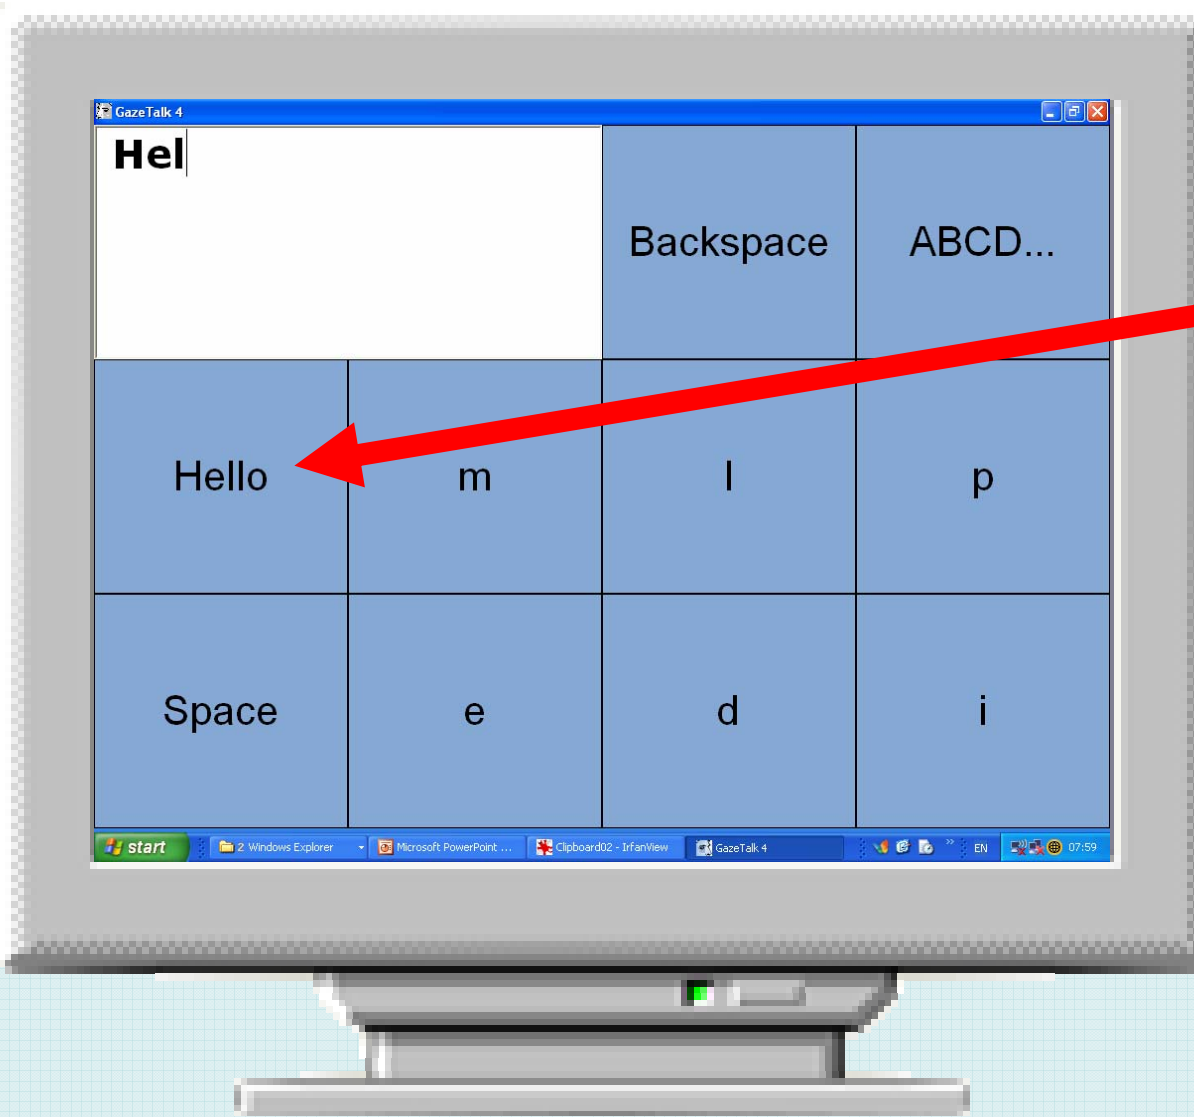 GazeTalk 4
Hel
Backspace ABCD...
Hello m l p
Space e d i
start 2 Windows Explorer Microsoft PowerPoint ... Clipboard02 - IrfanView GazeTalk 4 » EN 07:59